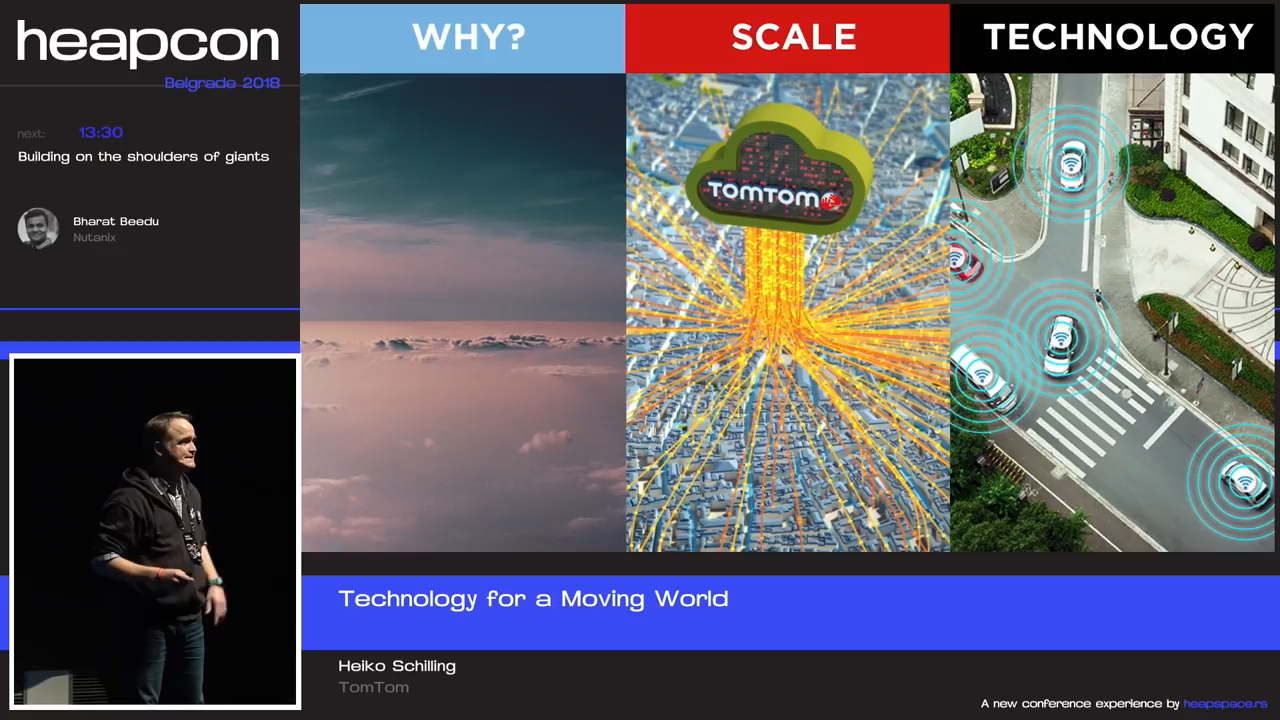 heapcon
Belgrade 2018
next: 13:30
Building on the shoulders of giants
Bharat Beedu
Nutanix
WHY?
SCALE
TECHNOLOGY
TOMTOM
Technology for a Moving World
Heiko Schilling
TomTom
A new conference experience by heapspace.rs